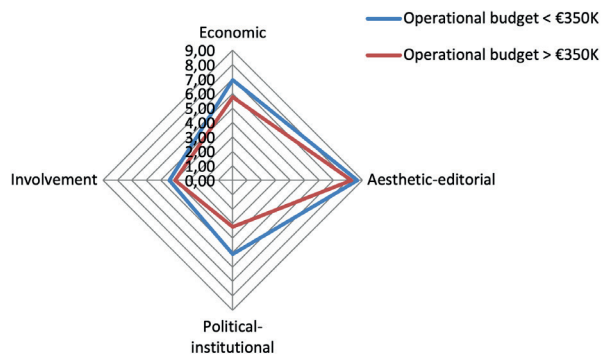 Operational budget < €350K
Operational budget > €350K
Economic
9,00
8,00
7,00
6,00
5,00
4,00
3,00
2,00
1,00
0,00
Involvement
Aesthetic-editorial
Political-
institutional